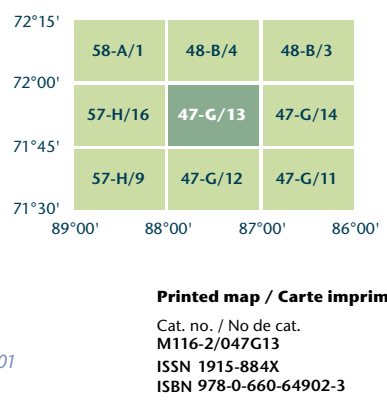 72°15'
58-A/1 48-B/4 48-B/3
72°00'
57-H/16 47-G/13 47-G/14
71°45'
57-H/9 47-G/12 47-G/11
71°30'
89°00' 88°00' 87°00' 86°00'
Printed map / Carte imprim
Cat. no. / No de cat.
M116-2/047G13
01
ISSN 1915-884X
ISBN 978-0-660-64902-3